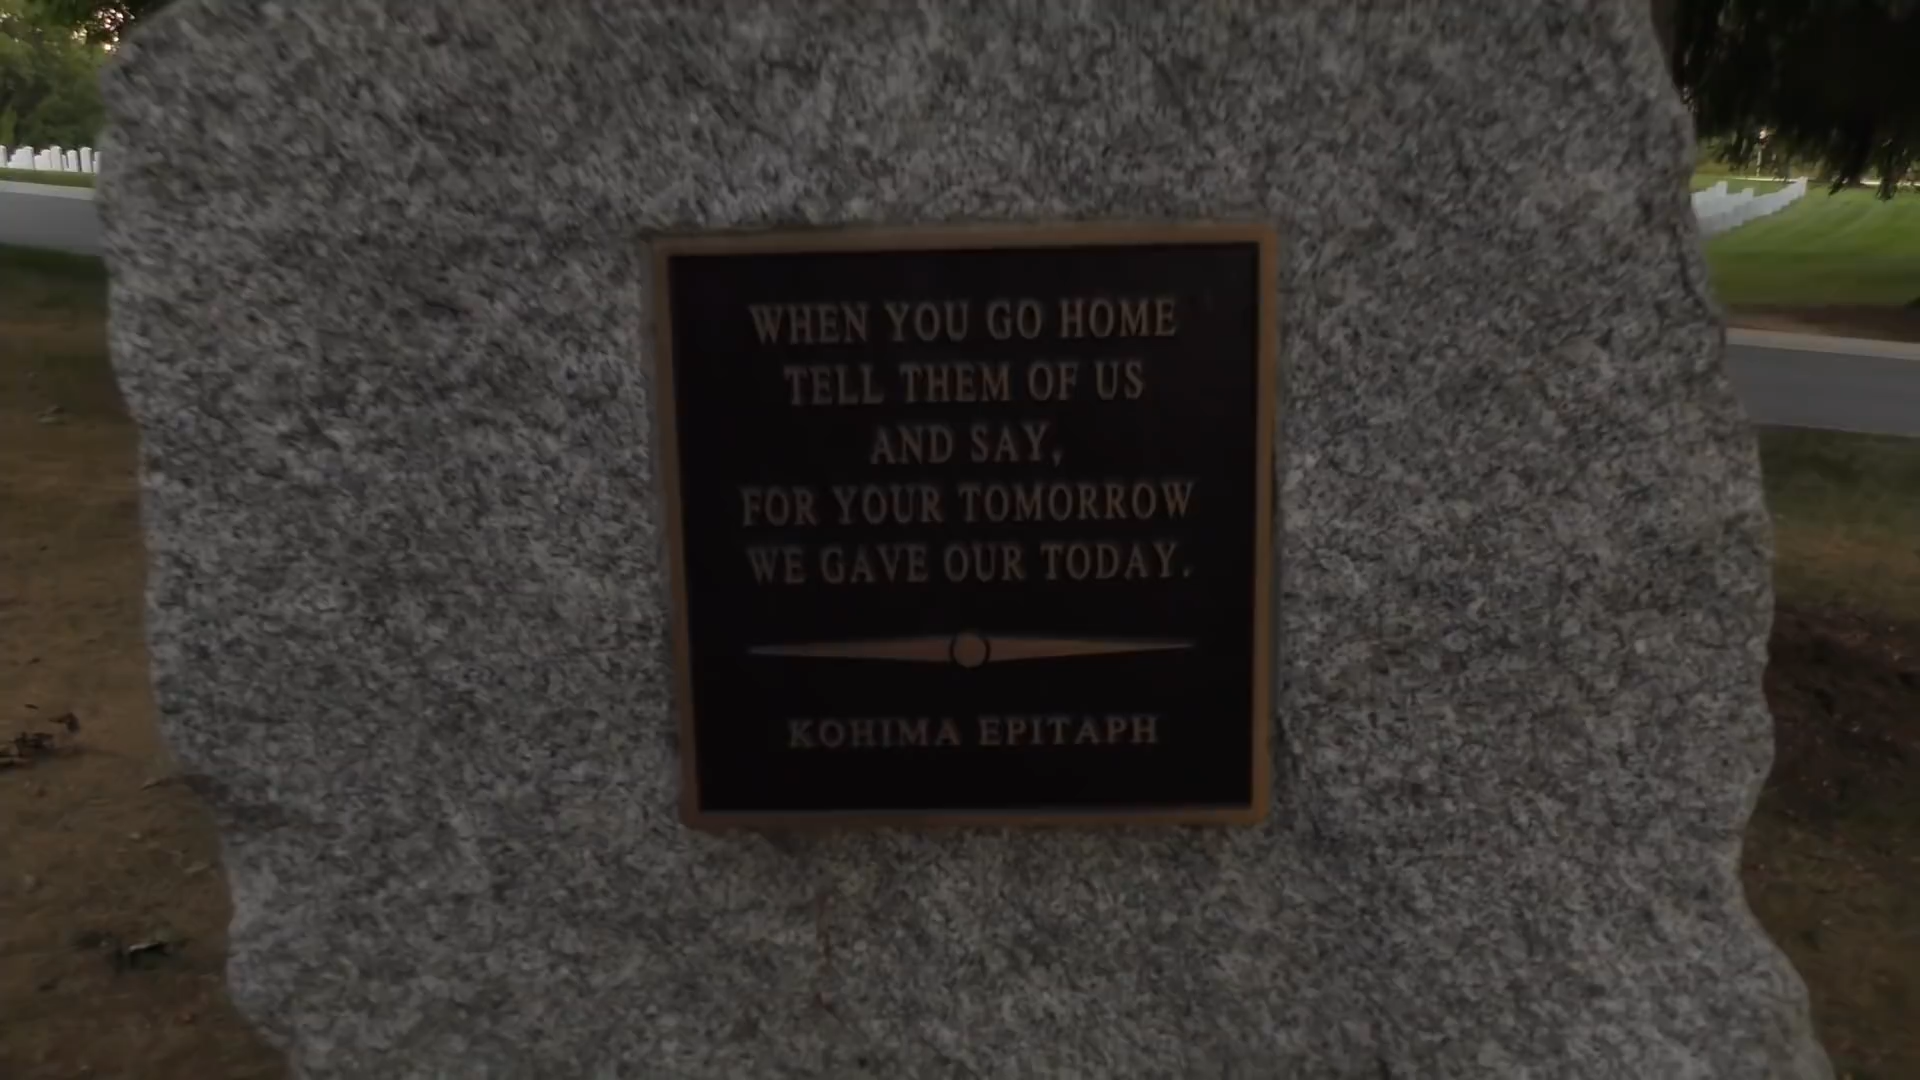 WHEN YOU GO HOME
TELL THEM OF US
AND SAY,
FOR YOUR TOMORROW
WE GAVE OUR TODAY.
KOHIMA EPITAPH